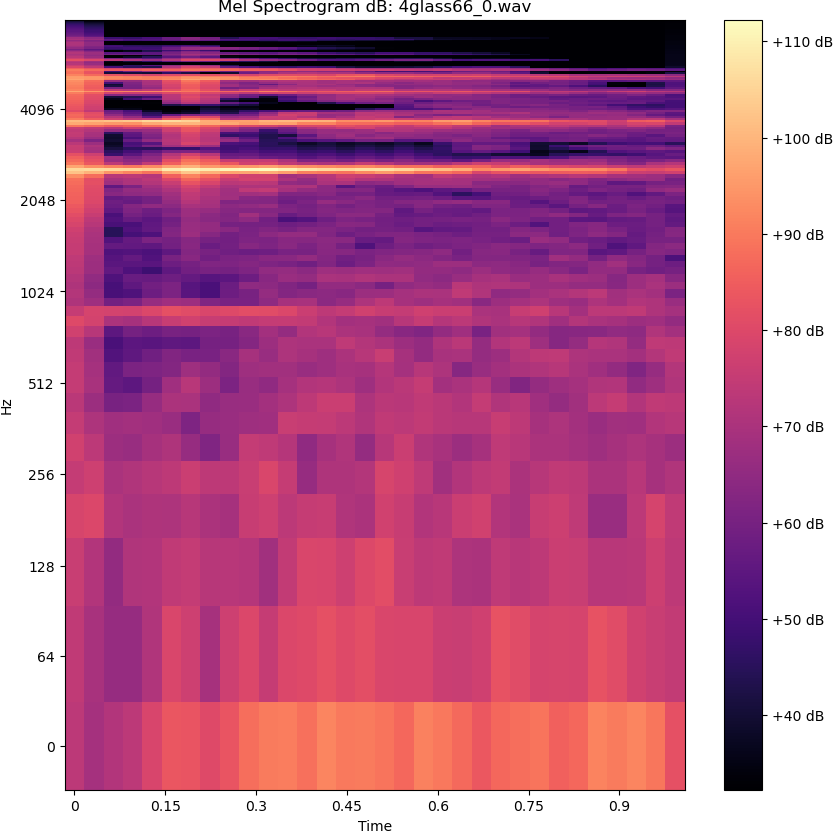 Mel Spectrogram dB: 4glass66_0.wav
+110 dB
+100 dB
+90 dB
+80 dB
+70 dB
+60 dB
+50 dB
+40 dB
4096
2048
1024
512
256
128
64
0
Hz
0 0.15 0.3 0.45 0.6 0.75 0.9
Time